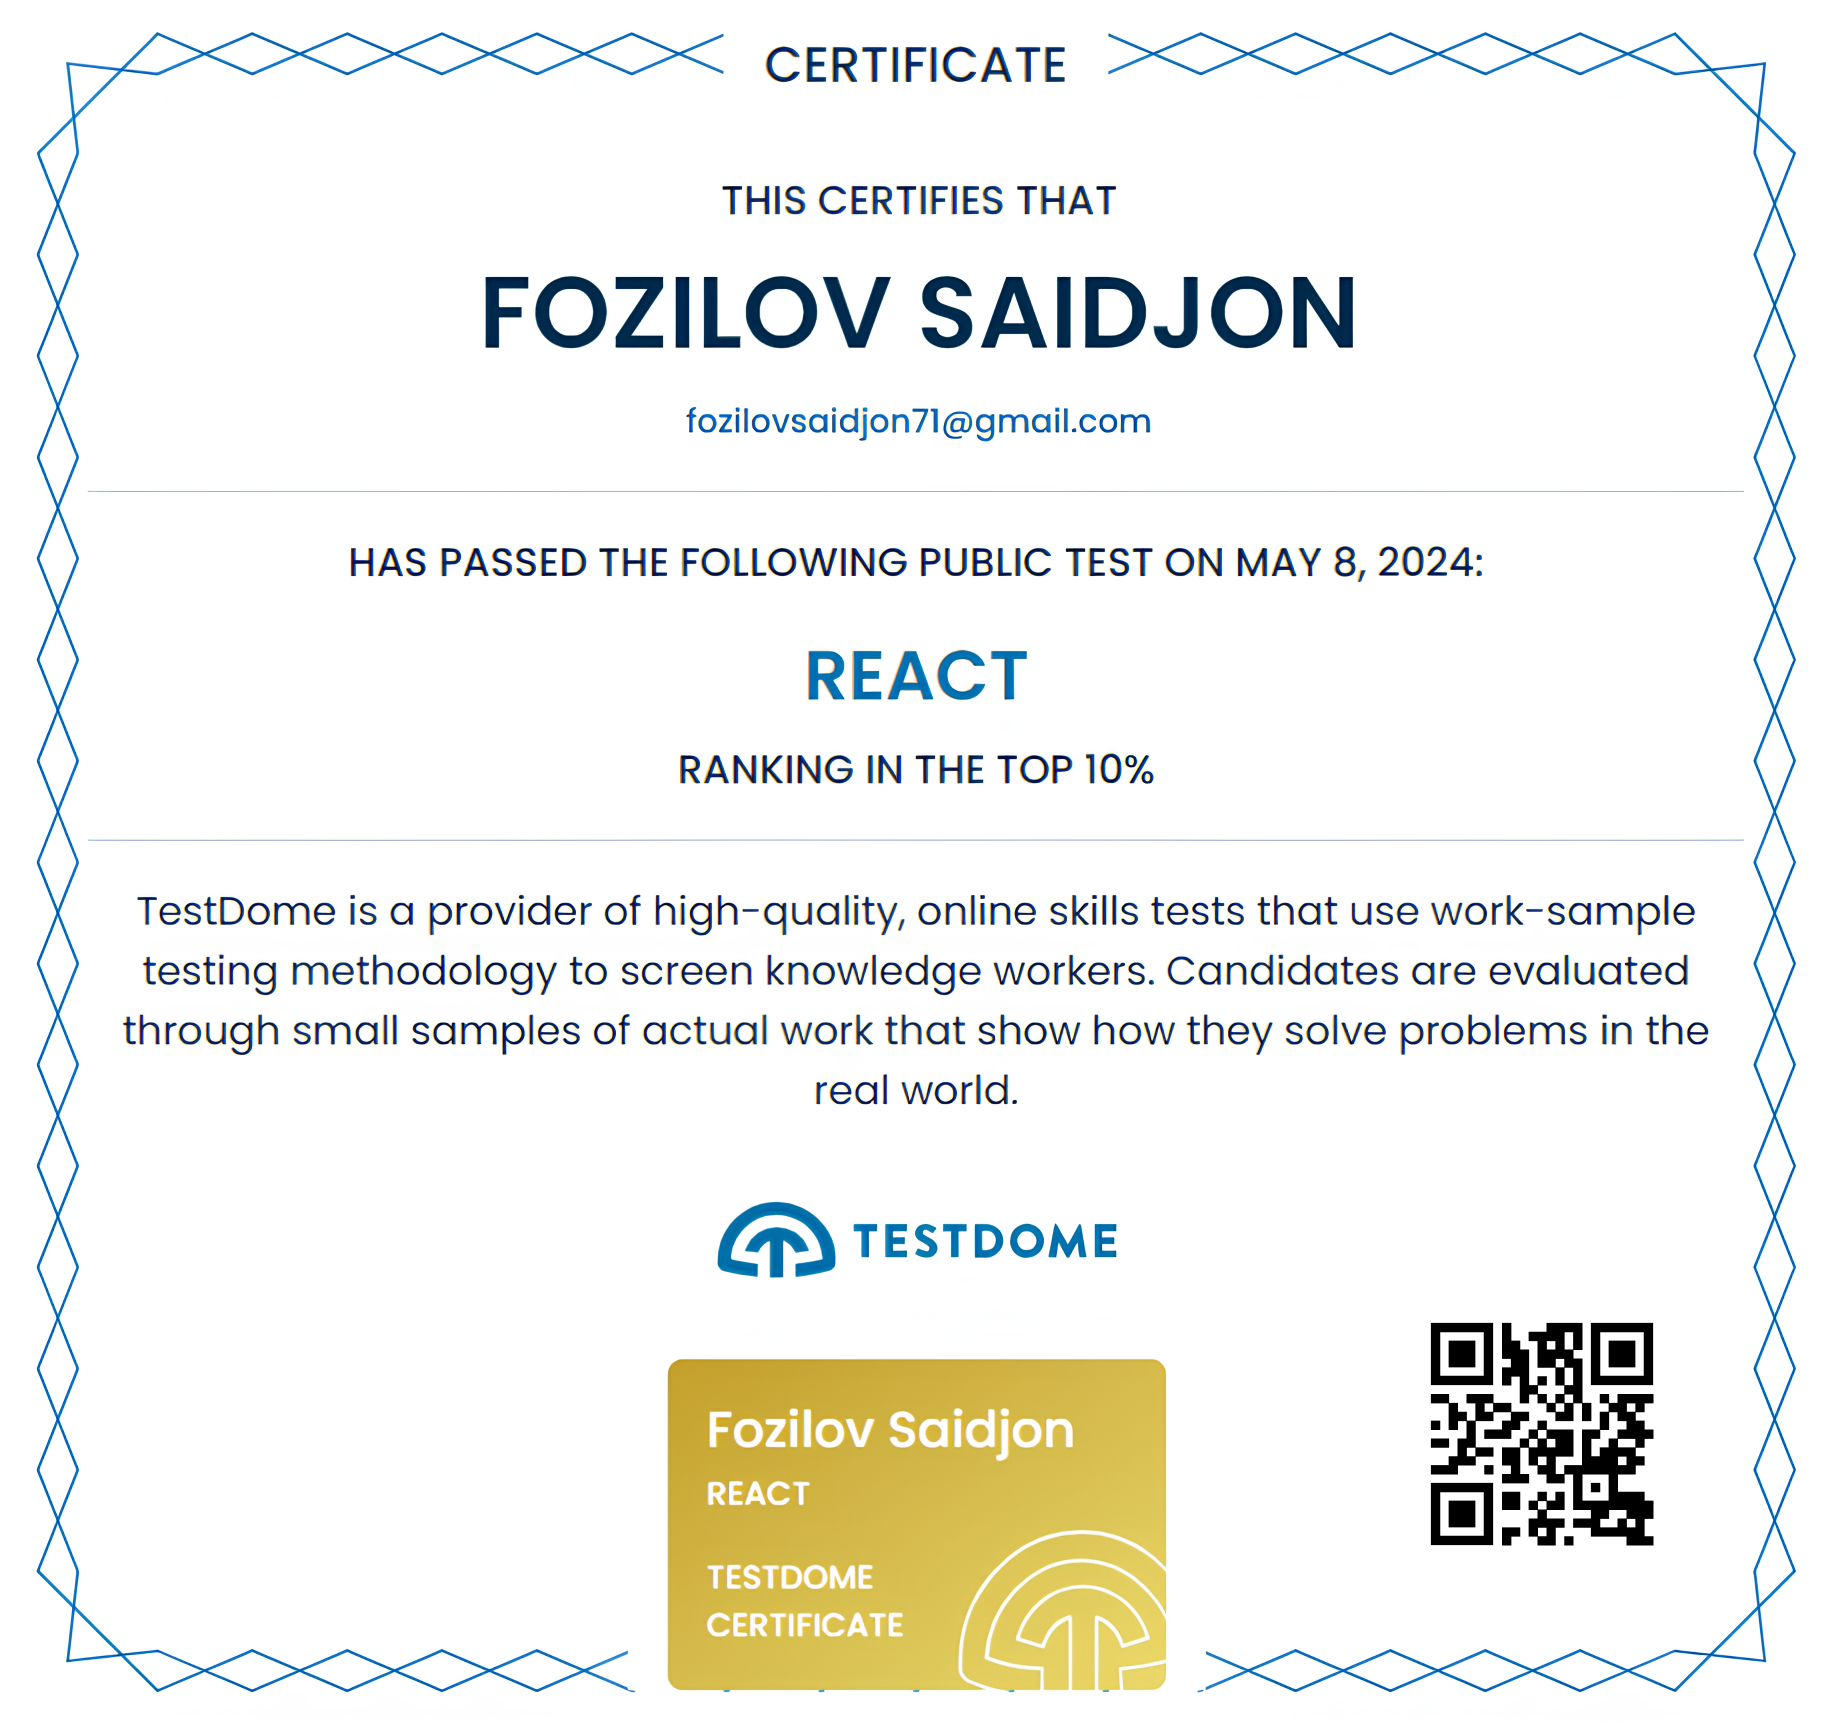 CERTIFICATE
THIS CERTIFIES THAT
FOZILOV SAIDJON
fozilovsaidjon71@gmail.com
HAS PASSED THE FOLLOWING PUBLIC TEST ON MAY 8, 2024:
REACT
RANKING IN THE TOP 10%
TestDome is a provider of high-quality, online skills tests that use work-sample
testing methodology to screen knowledge workers. Candidates are evaluated
through small samples of actual work that show how they solve problems in the
real world.
TESTDOME
Fozilov Saidjon
REACT
TESTDOME
CERTIFICATE